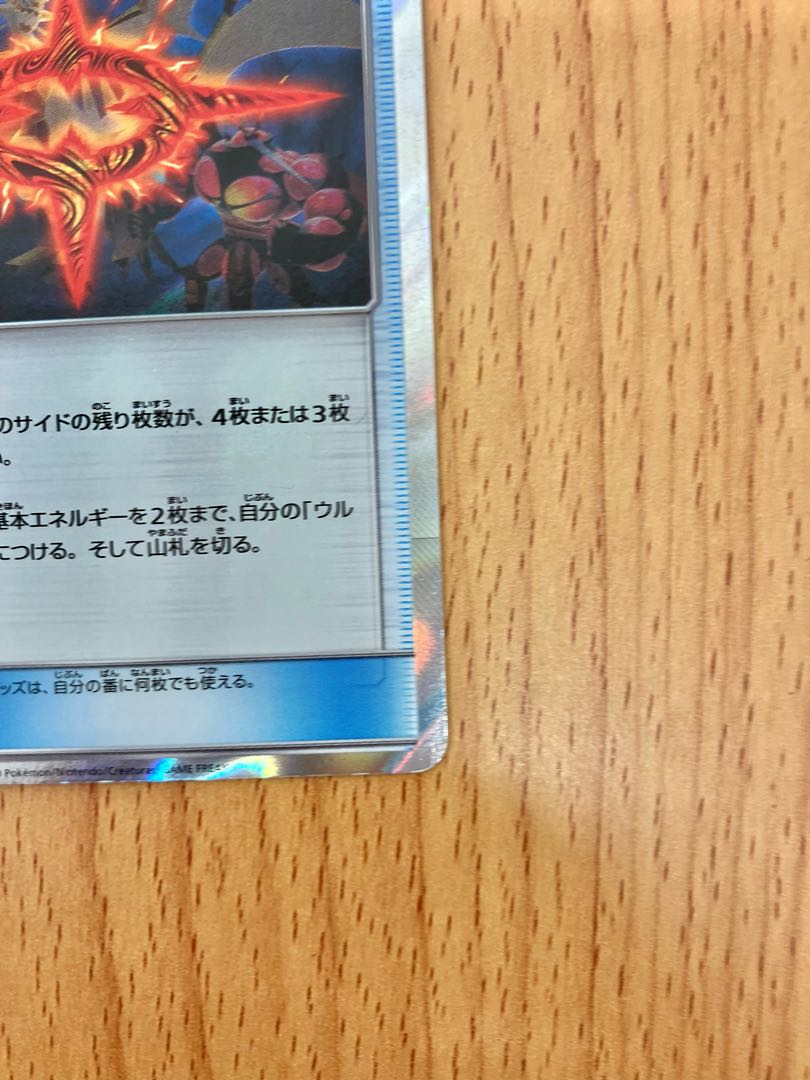 のサイドの残り枚数が、4枚または3枚
い。
基本エネルギーを2枚まで、自分の「ウル
につける。そして山札を切る。
ッズは、自分の番に何枚でも使える。
Pokémon/Nintendo/Creatures GAME FREAK